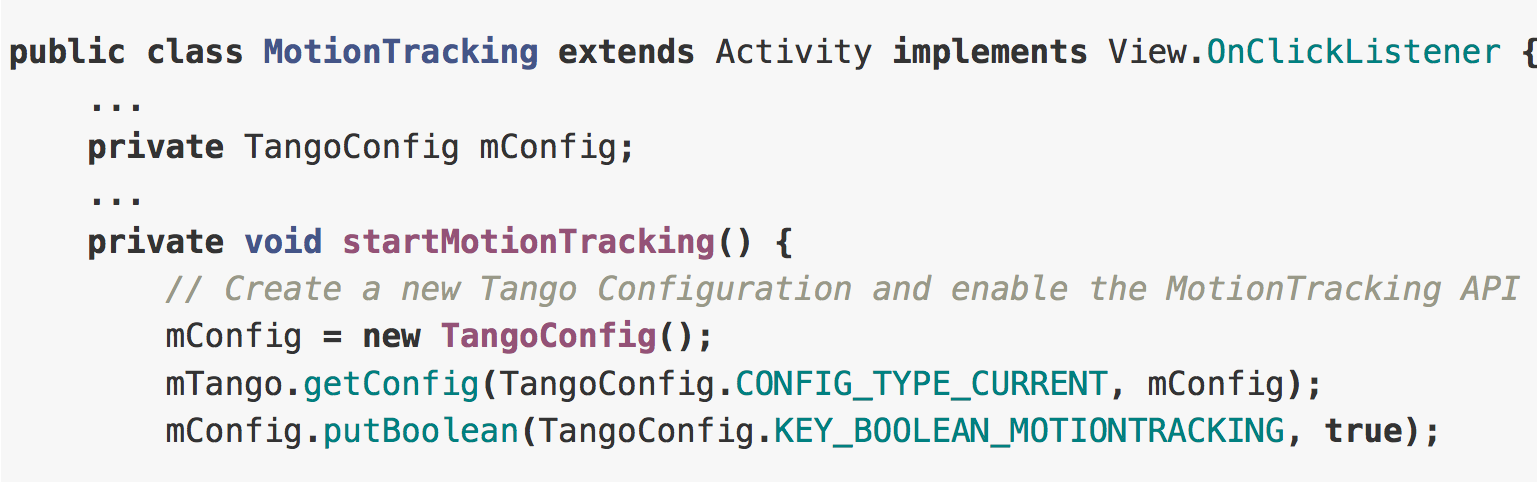 public class MotionTracking extends Activity implements View.OnClickListener {
    ...
    private TangoConfig mConfig;
    ...
    private void startMotionTracking() {
        // Create a new Tango Configuration and enable the MotionTracking API
        mConfig = new TangoConfig();
        mTango.getConfig(TangoConfig.CONFIG_TYPE_CURRENT, mConfig);
        mConfig.putBoolean(TangoConfig.KEY_BOOLEAN_MOTIONTRACKING, true);